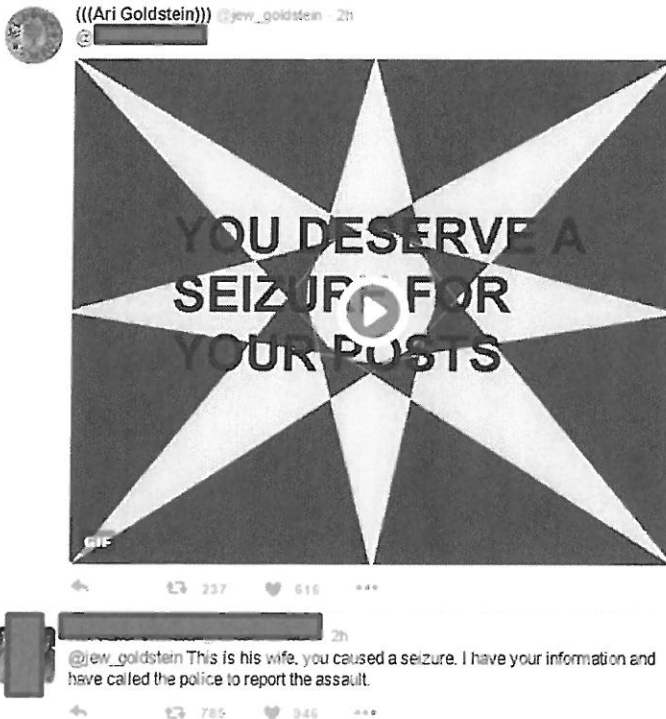 (((Ari Goldstein))) @jew_goldstein · 2h
@
YOU DESERVE A
SEIZURE FOR
YOUR POSTS
GIF
237 616
2h
@jew_goldstein This is his wife, you caused a seizure. I have your information and
have called the police to report the assault.
785 946